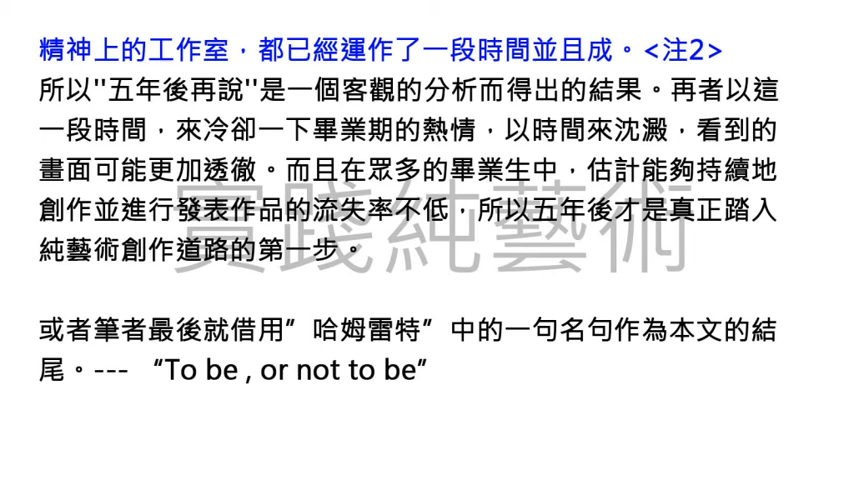 精神上的工作室，都已經運作了一段時間並且成。<注2>
所以''五年後再說''是一個客觀的分析而得出的結果。再者以這
一段時間，來冷卻一下畢業期的熱情，以時間來沈澱，看到的
畫面可能更加透徹。而且在眾多的畢業生中，估計能夠持續地
創作並進行發表作品的流失率不低，所以五年後才是真正踏入
純藝術創作道路的第一步。
實踐純藝術
或者筆者最後就借用”哈姆雷特”中的一句名句作為本文的結
尾。--- “To be , or not to be”